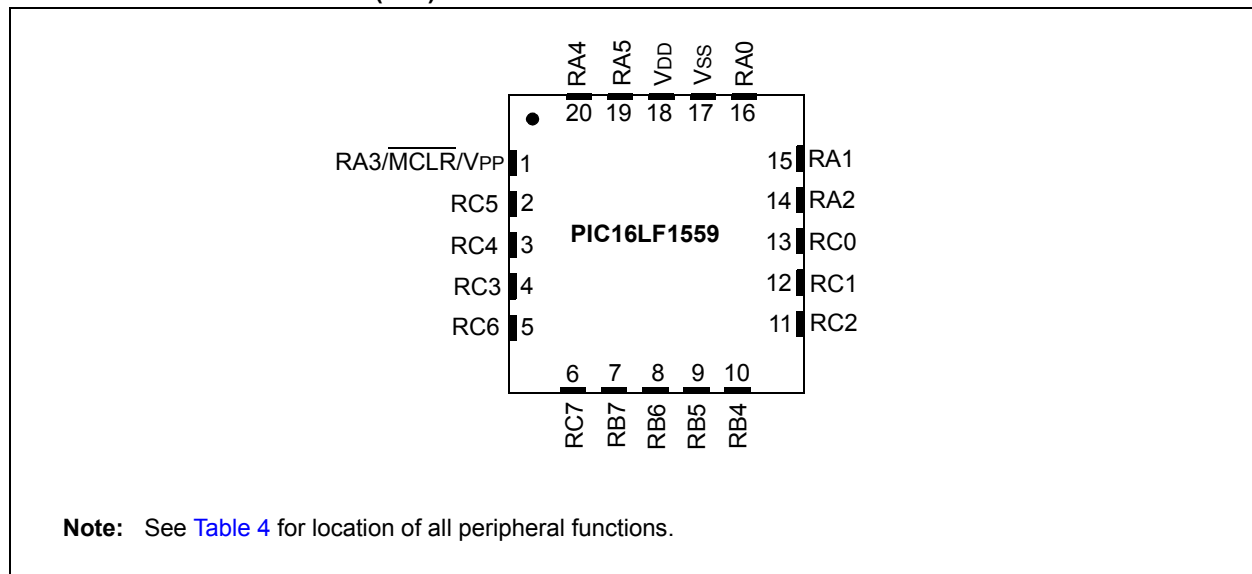 RA4 RA5 VDD VSS RA0
20 19 18 17 16
RA3/MCLR/VPP 1
15 RA1
RC5 2
14 RA2
PIC16LF1559
RC4 3
13 RC0
RC3 4
12 RC1
RC6 5
11 RC2
6 7 8 9 10
RC7 RB7 RB6 RB5 RB4
Note: See Table 4 for location of all peripheral functions.